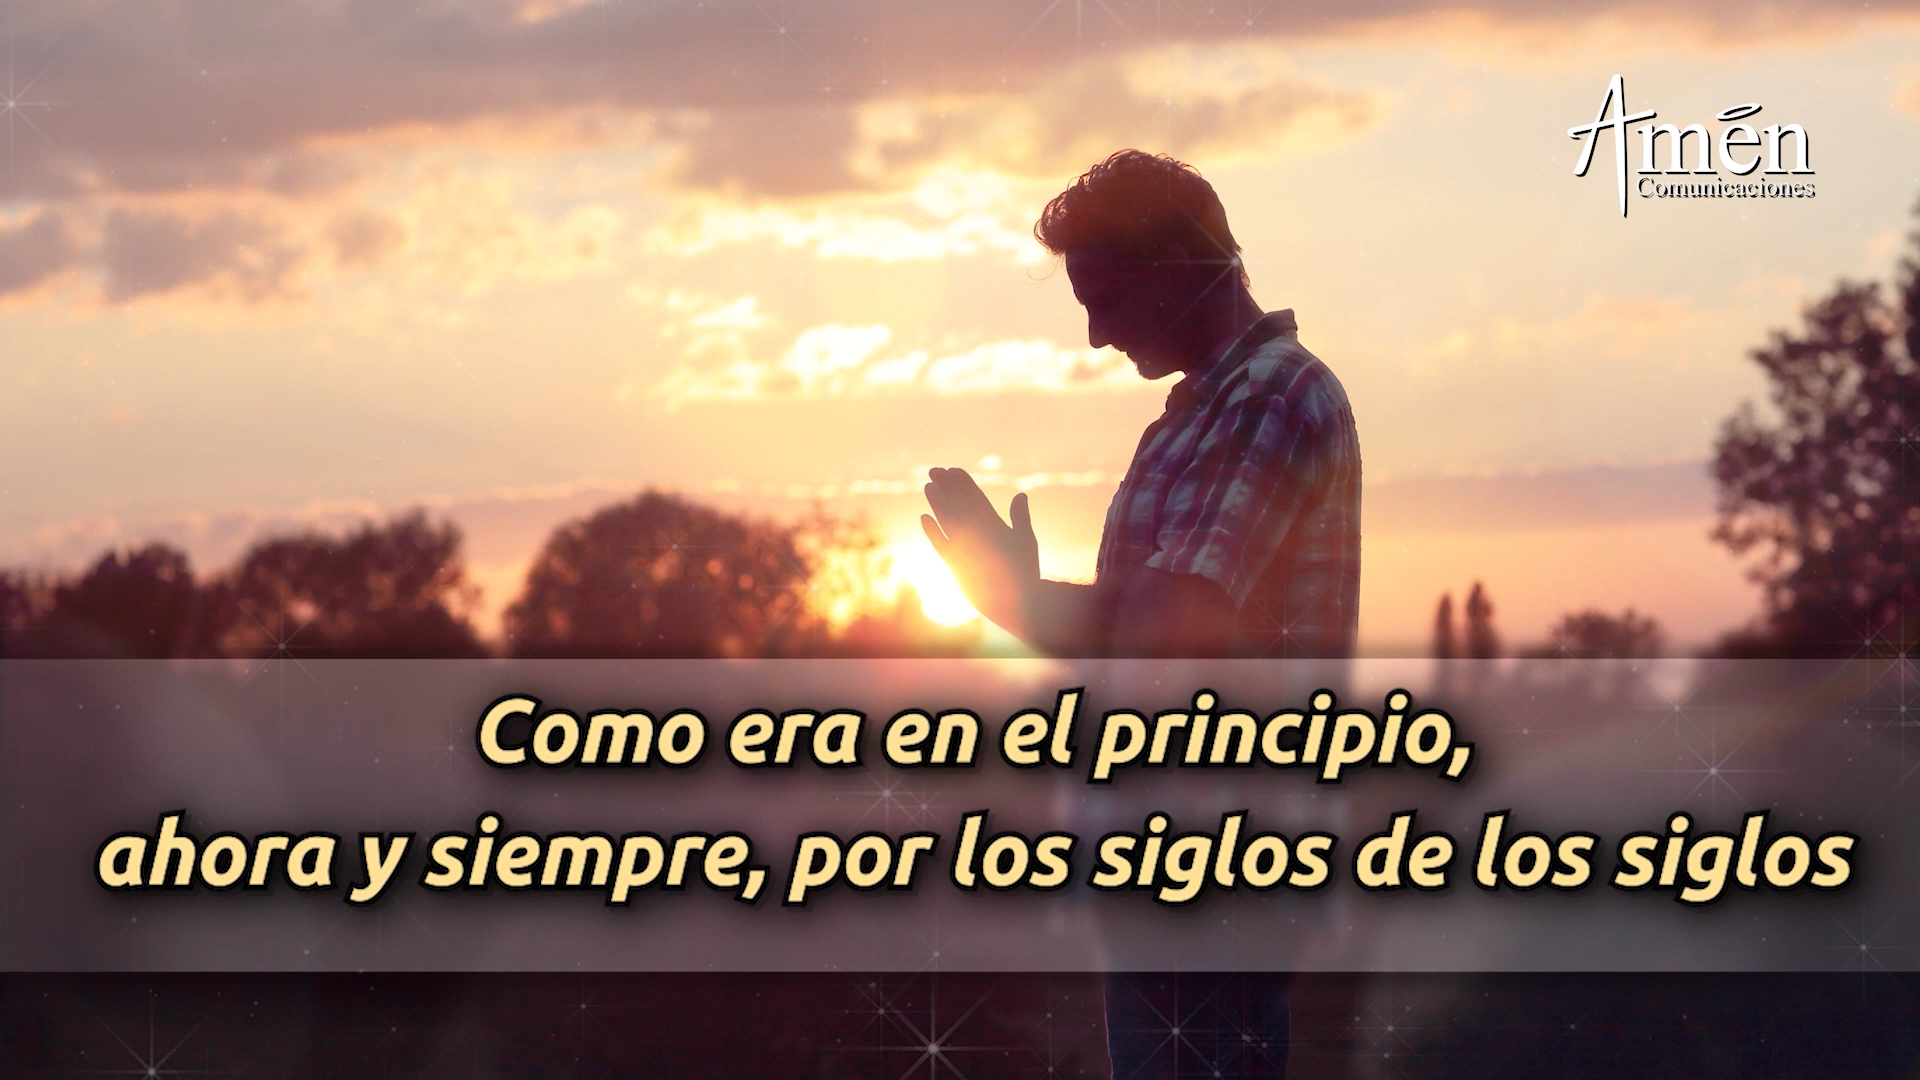 Amén
Comunicaciones
Como era en el principio,
ahora y siempre, por los siglos de los siglos